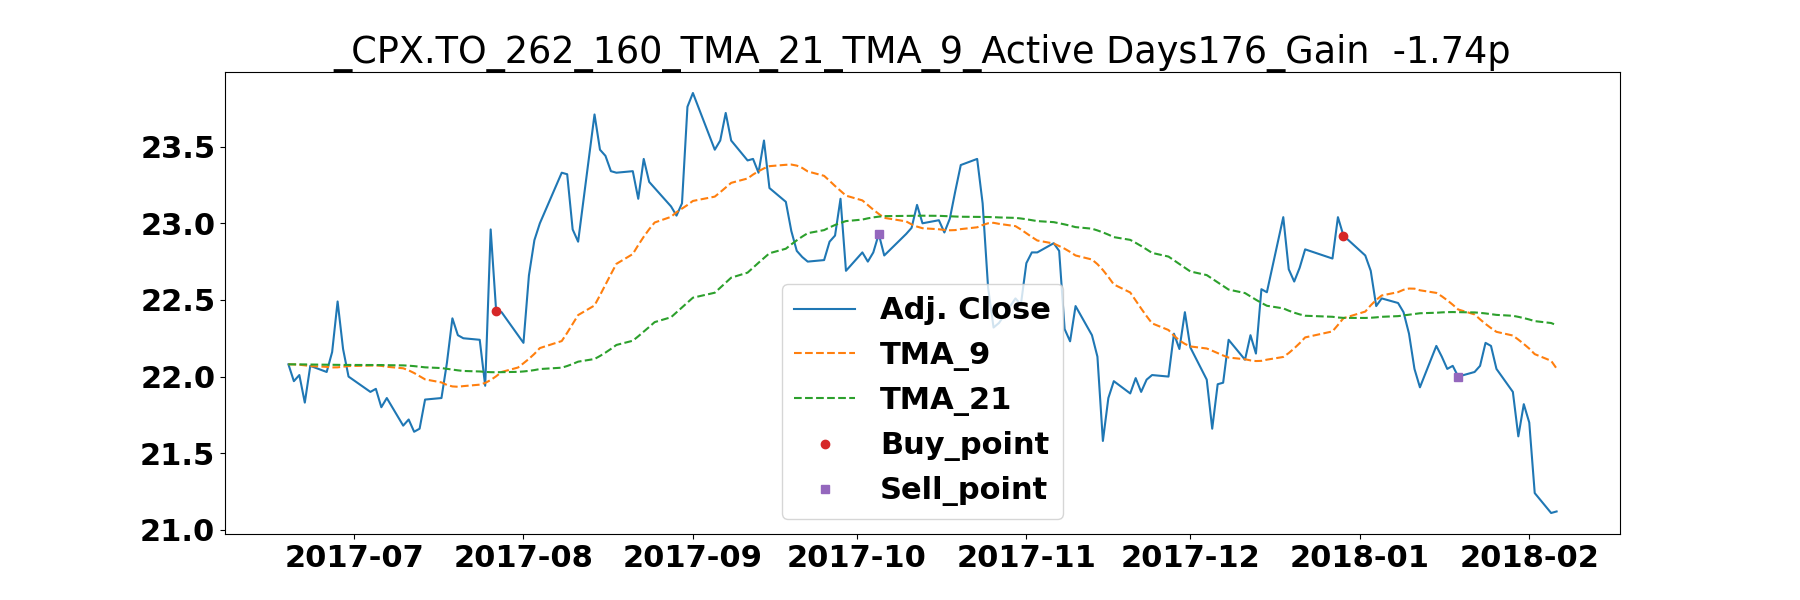 _CPX.TO_262_160_TMA_21_TMA_9_Active Days176_Gain  -1.74p
23.5
23.0
22.5
22.0
21.5
21.0
Adj. Close
TMA_9
TMA_21
Buy_point
Sell_point
2017-07 2017-08 2017-09 2017-10 2017-11 2017-12 2018-01 2018-02